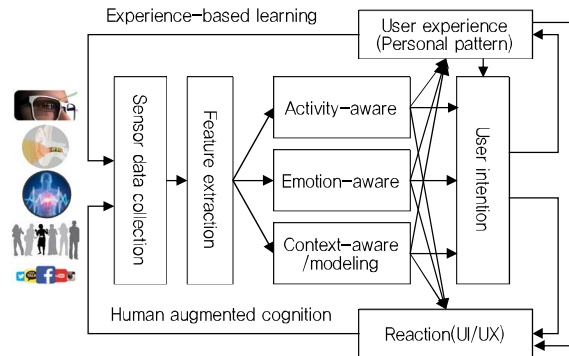 Experience-based learning
User experience
(Personal pattern)
Sensor data collection
Feature extraction
Activity-aware
Emotion-aware
Context-aware
/modeling
User intention
Human augmented cognition
Reaction(UI/UX)